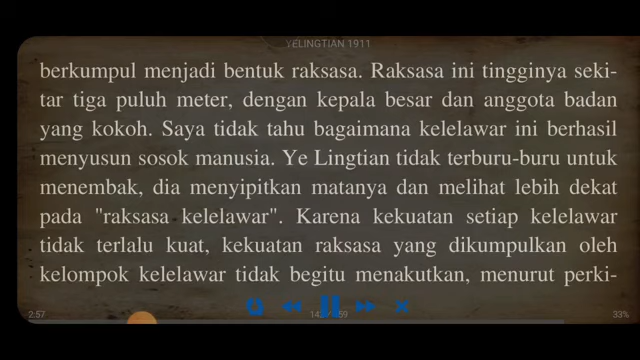 YELINGTIAN 1911
berkumpul menjadi bentuk raksasa. Raksasa ini tingginya seki-
tar tiga puluh meter, dengan kepala besar dan anggota badan
yang kokoh. Saya tidak tahu bagaimana kelelawar ini berhasil
menyusun sosok manusia. Ye Lingtian tidak terburu-buru untuk
menembak, dia menyipitkan matanya dan melihat lebih dekat
pada "raksasa kelelawar". Karena kekuatan setiap kelelawar
tidak terlalu kuat, kekuatan raksasa yang dikumpulkan oleh
kelompok kelelawar tidak begitu menakutkan, menurut perki-
2:57 33%